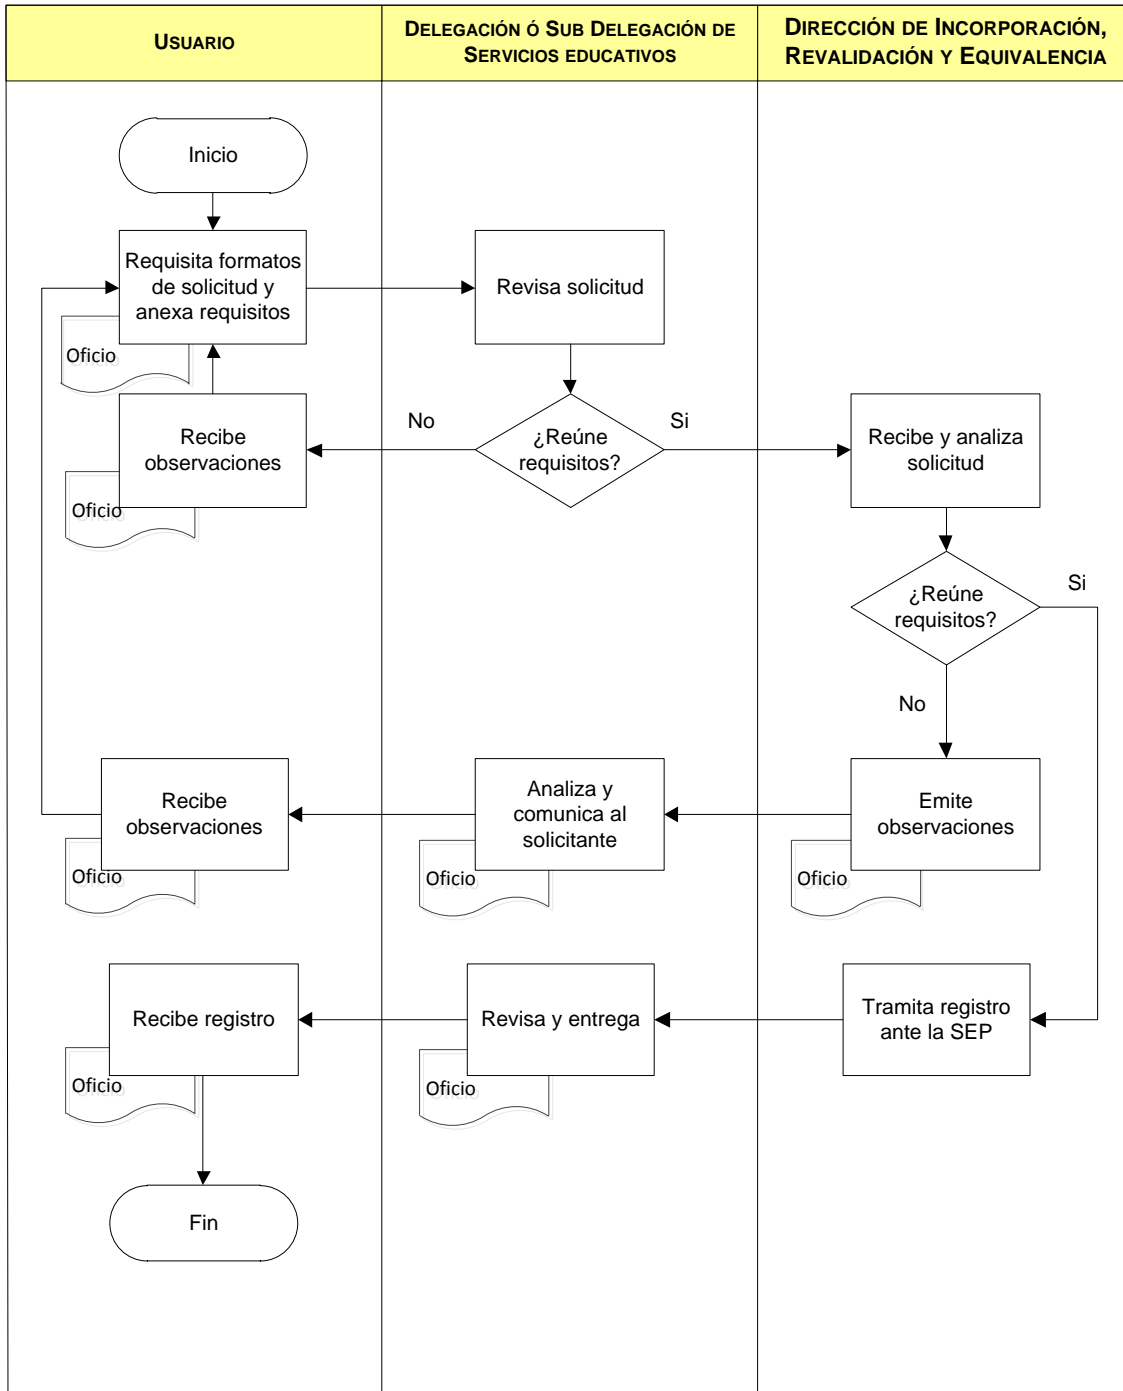 USUARIO
DELEGACIÓN Ó SUB DELEGACIÓN DE
SERVICIOS EDUCATIVOS
DIRECCIÓN DE INCORPORACIÓN,
REVALIDACIÓN Y EQUIVALENCIA
Inicio
Requisita formatos
de solicitud y
anexa requisitos
Oficio
Revisa solicitud
Recibe
observaciones
Oficio
No
¿Reúne
requisitos?
Si
Recibe y analiza
solicitud
¿Reúne
requisitos?
Si
No
Recibe
observaciones
Oficio
Analiza y
comunica al
solicitante
Oficio
Emite
observaciones
Oficio
Recibe registro
Oficio
Revisa y entrega
Oficio
Tramita registro
ante la SEP
Fin